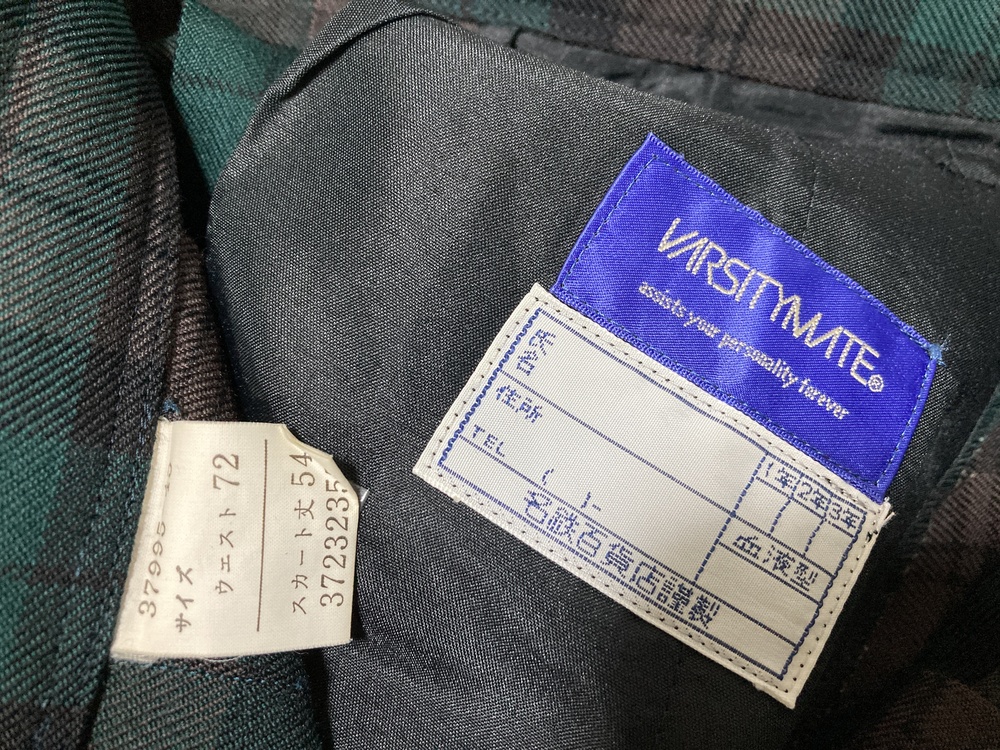 37995
サイズ
ウエスト 72
スカート丈 54
3723235
VARSITYMATE®
assists your personality forever
氏名
住所
TEL ( )-
1年2年3年
血液型
名鉄百貨店謹製